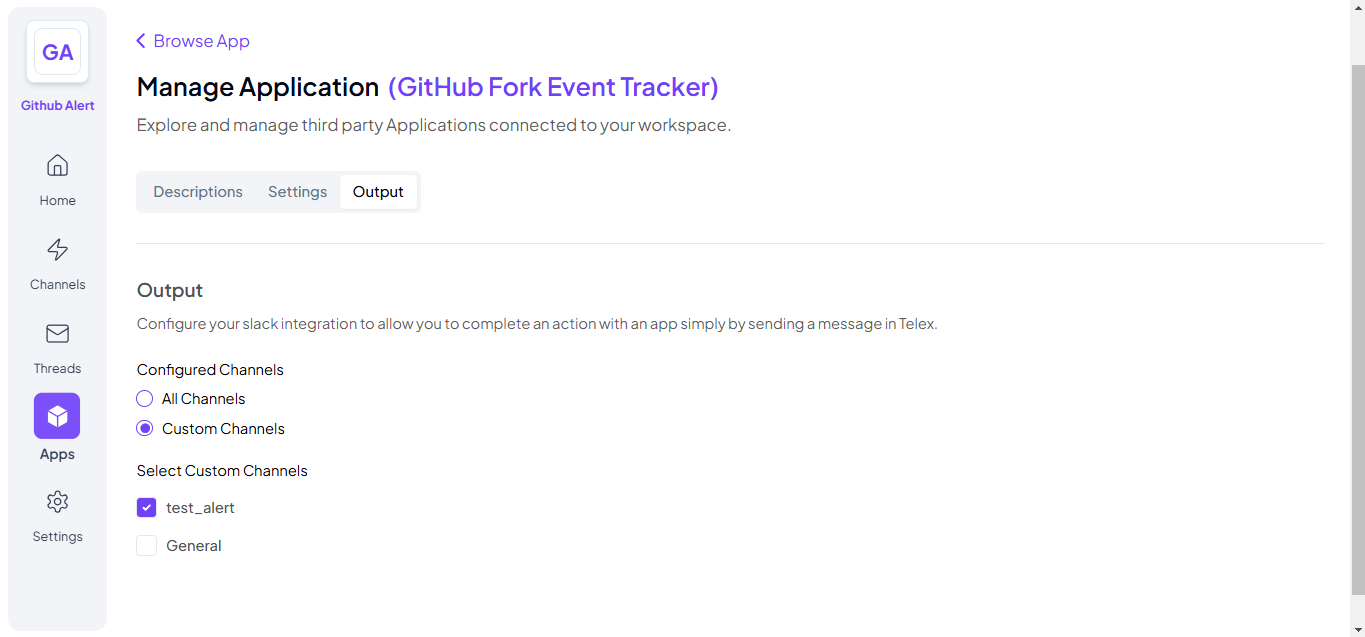 GA
Github Alert
Home
Channels
Threads
Apps
Settings
Browse App
Manage Application (GitHub Fork Event Tracker)
Explore and manage third party Applications connected to your workspace.
Descriptions Settings Output
Output
Configure your slack integration to allow you to complete an action with an app simply by sending a message in Telex.
Configured Channels
All Channels
Custom Channels
Select Custom Channels
test_alert
General